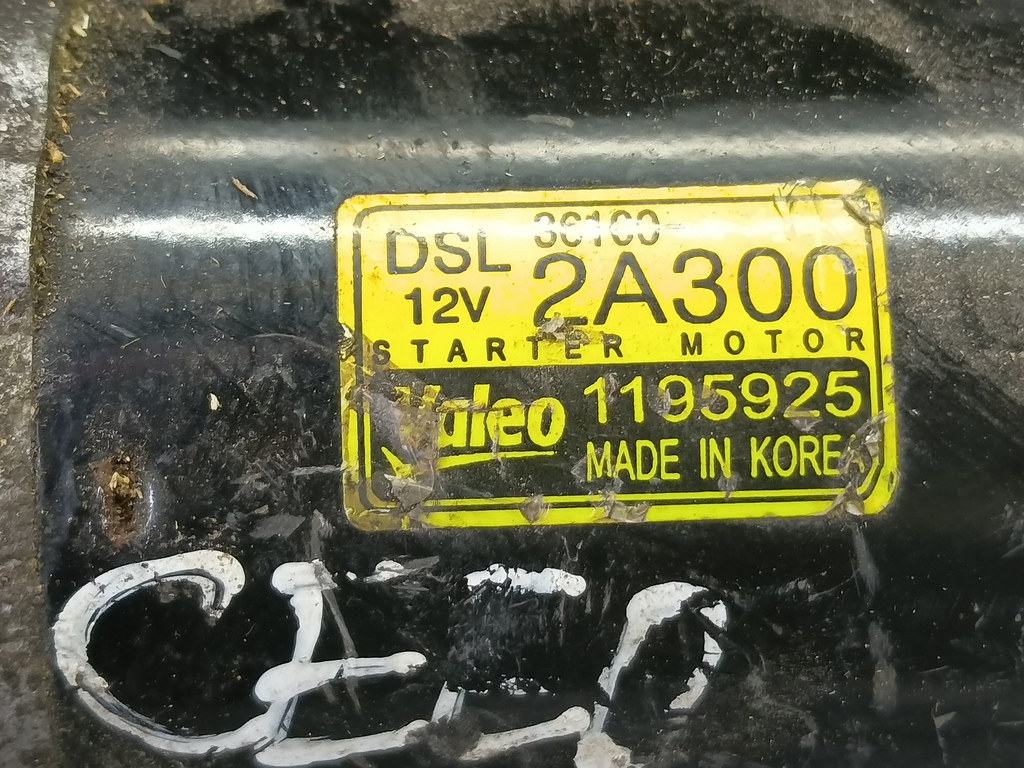 DSL 36100-
12V 2A300
STARTER MOTOR
Valeo 1195925
MADE IN KOREA